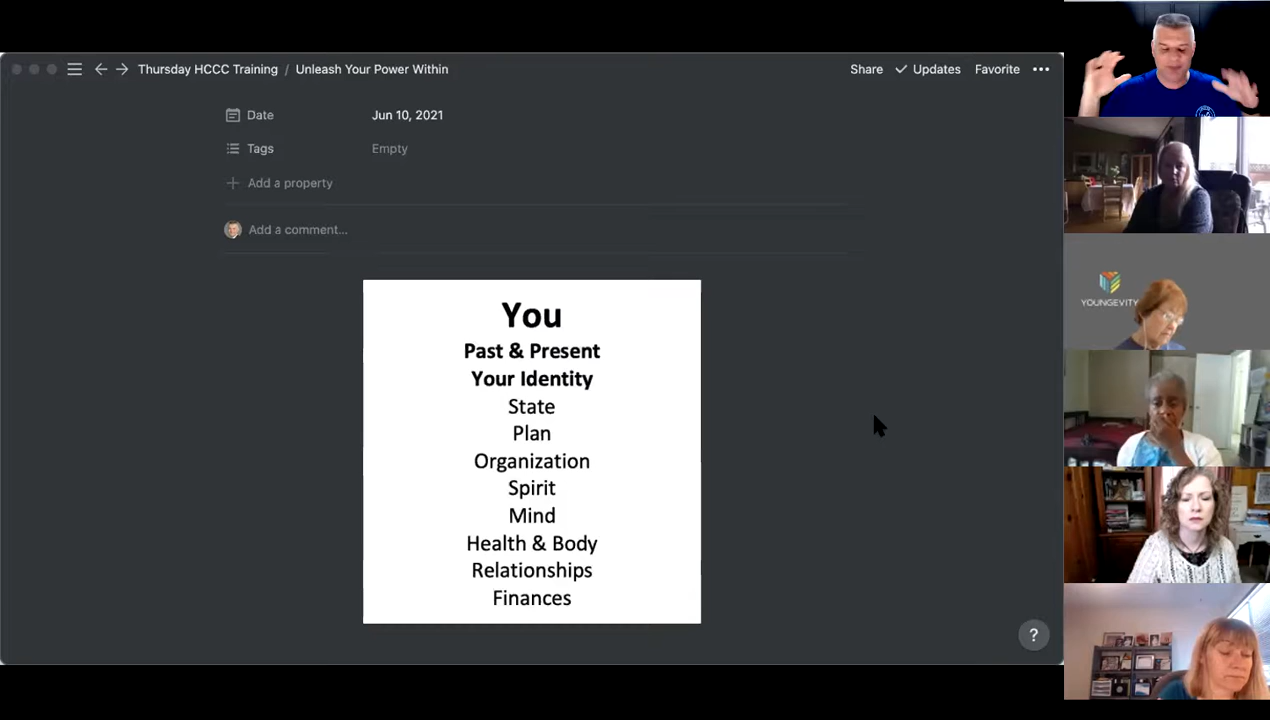 Thursday HCCC Training / Unleash Your Power Within
Share ✓ Updates Favorite •••
Date Jun 10, 2021
Tags Empty
+ Add a property
Add a comment...
You
Past & Present
Your Identity
State
Plan
Organization
Spirit
Mind
Health & Body
Relationships
Finances
?
YOUNGEVITY